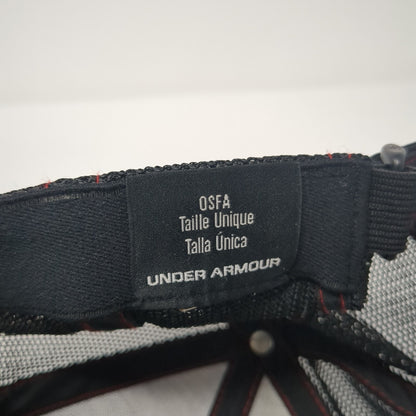 OSFA
Taille Unique
Talla Única
UNDER ARMOUR